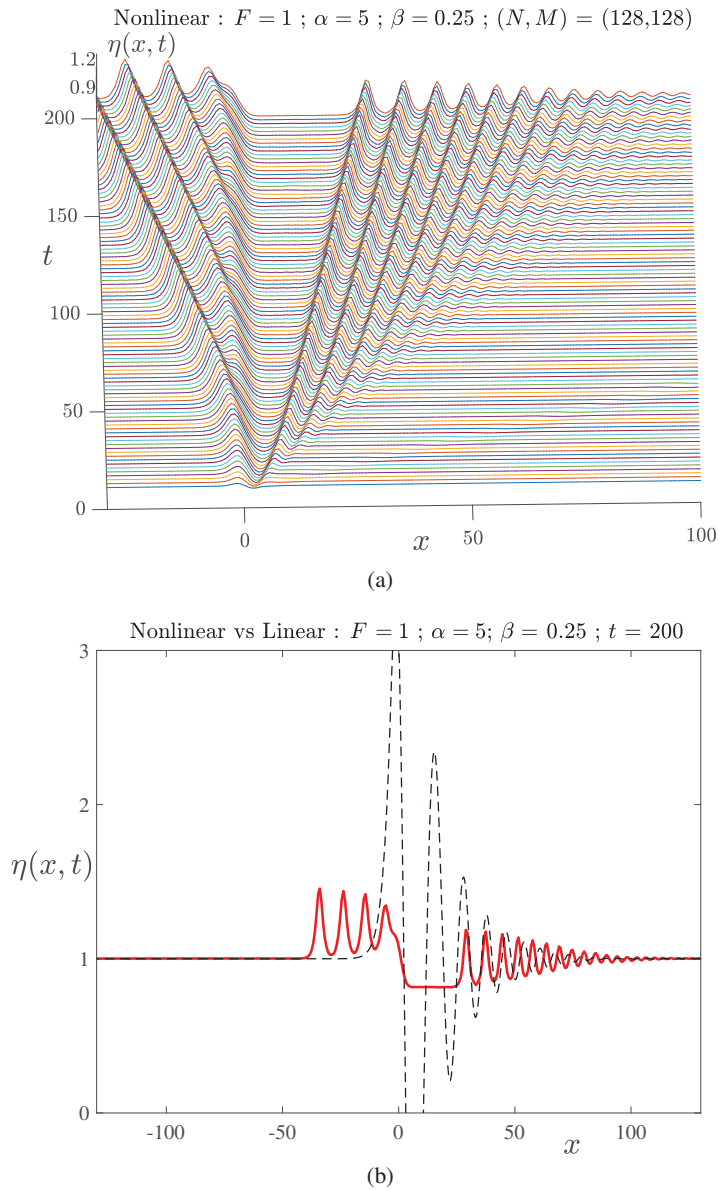 Nonlinear : F = 1 ; α = 5 ; β = 0.25 ; (N, M) = (128,128)
η(x, t)
1.2
0.9
200
150
t
100
50
0
0 50 100
x
(a)
Nonlinear vs Linear : F = 1 ; α = 5; β = 0.25 ; t = 200
3
2
η(x, t)
1
0
-100 -50 0 50 100
x
(b)